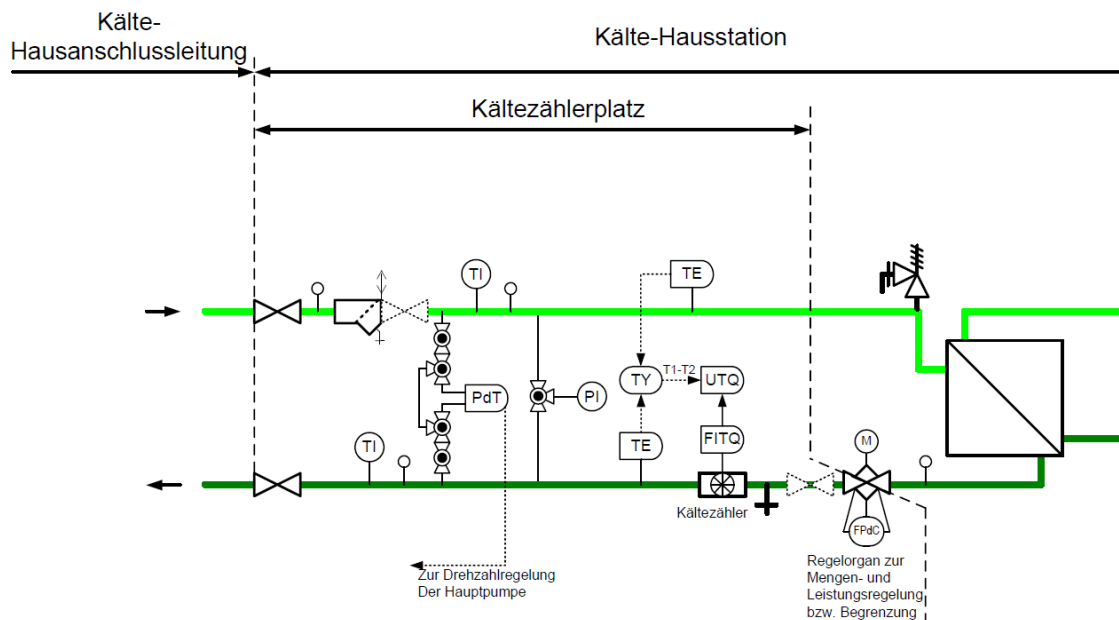 Kälte-
Hausanschlussleitung
Kälte-Hausstation
Kältezählerplatz
TI
TE
TY
T1-T2
UTQ
PdT
PI
TI
TE
FITQ
M
Kältezähler
FPdC
Zur Drehzahlregelung
Der Hauptpumpe
Regelorgan zur
Mengen- und
Leistungsregelung
bzw. Begrenzung